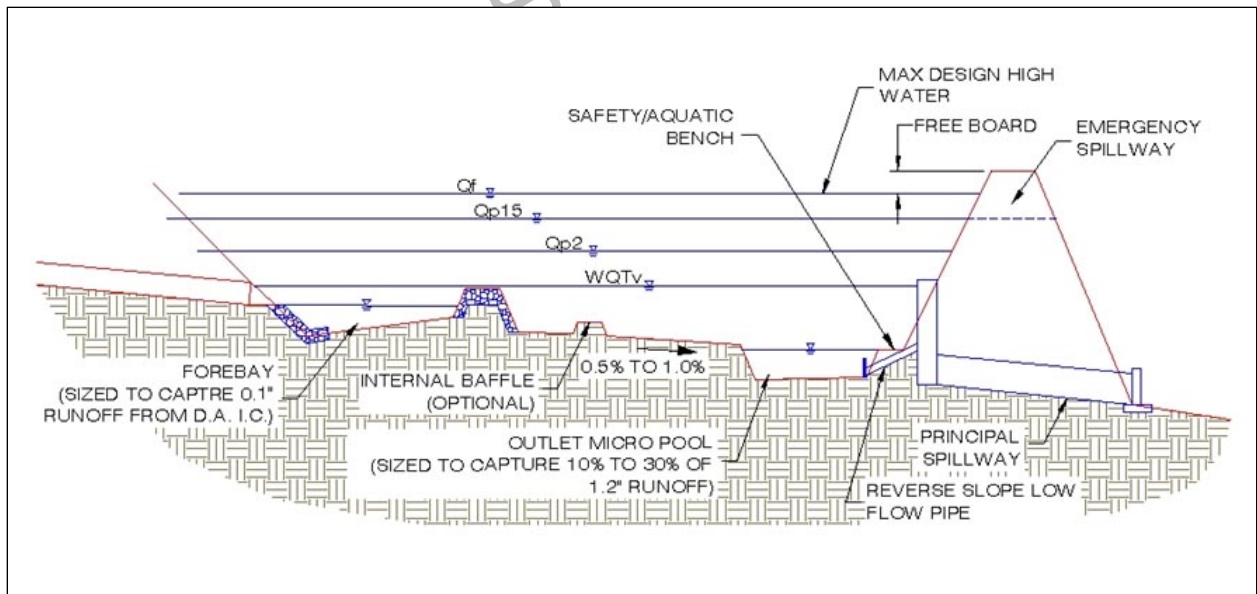 MAX DESIGN HIGH
WATER
SAFETY/AQUATIC
BENCH
FREE BOARD
EMERGENCY
SPILLWAY
Qf
Qp15
Qp2
WQTv
FOREBAY
(SIZED TO CAPTRE 0.1"
RUNOFF FROM D.A. I.C.)
INTERNAL BAFFLE
(OPTIONAL)
0.5% TO 1.0%
OUTLET MICRO POOL
(SIZED TO CAPTURE 10% TO 30% OF
1.2" RUNOFF)
PRINCIPAL
SPILLWAY
REVERSE SLOPE LOW
FLOW PIPE